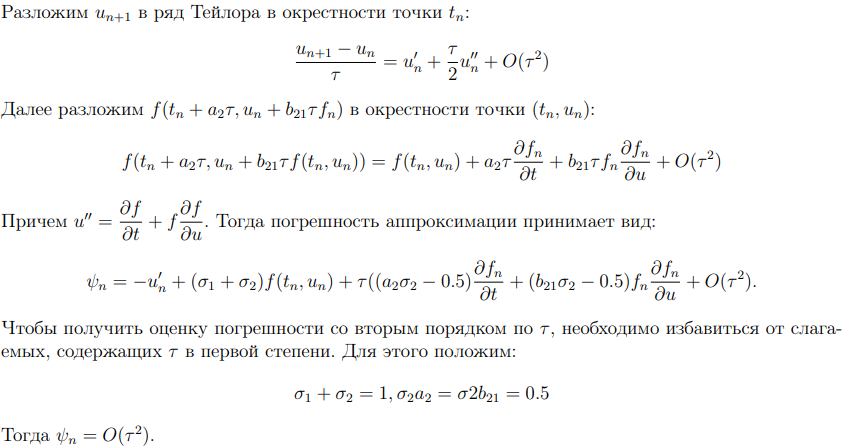 Разложим $u_{n+1}$ в ряд Тейлора в окрестности точки $t_n$:
$$\frac{u_{n+1} - u_n}{\tau} = u'_n + \frac{\tau}{2} u''_n + O(\tau^2)$$
Далее разложим $f(t_n + a_2\tau, u_n + b_{21}\tau f_n)$ в окрестности точки $(t_n, u_n)$:
$$f(t_n + a_2\tau, u_n + b_{21}\tau f(t_n, u_n)) = f(t_n, u_n) + a_2\tau \frac{\partial f_n}{\partial t} + b_{21}\tau f_n \frac{\partial f_n}{\partial u} + O(\tau^2)$$
Причем $u'' = \frac{\partial f}{\partial t} + f \frac{\partial f}{\partial u}$. Тогда погрешность аппроксимации принимает вид:
$$\psi_n = -u'_n + (\sigma_1 + \sigma_2) f(t_n, u_n) + \tau((a_2\sigma_2 - 0.5) \frac{\partial f_n}{\partial t} + (b_{21}\sigma_2 - 0.5) f_n \frac{\partial f_n}{\partial u} + O(\tau^2).$$
Чтобы получить оценку погрешности со вторым порядком по $\tau$, необходимо избавиться от слага-
емых, содержащих $\tau$ в первой степени. Для этого положим:
$$\sigma_1 + \sigma_2 = 1, \sigma_2 a_2 = \sigma 2 b_{21} = 0.5$$
Тогда $\psi_n = O(\tau^2)$.